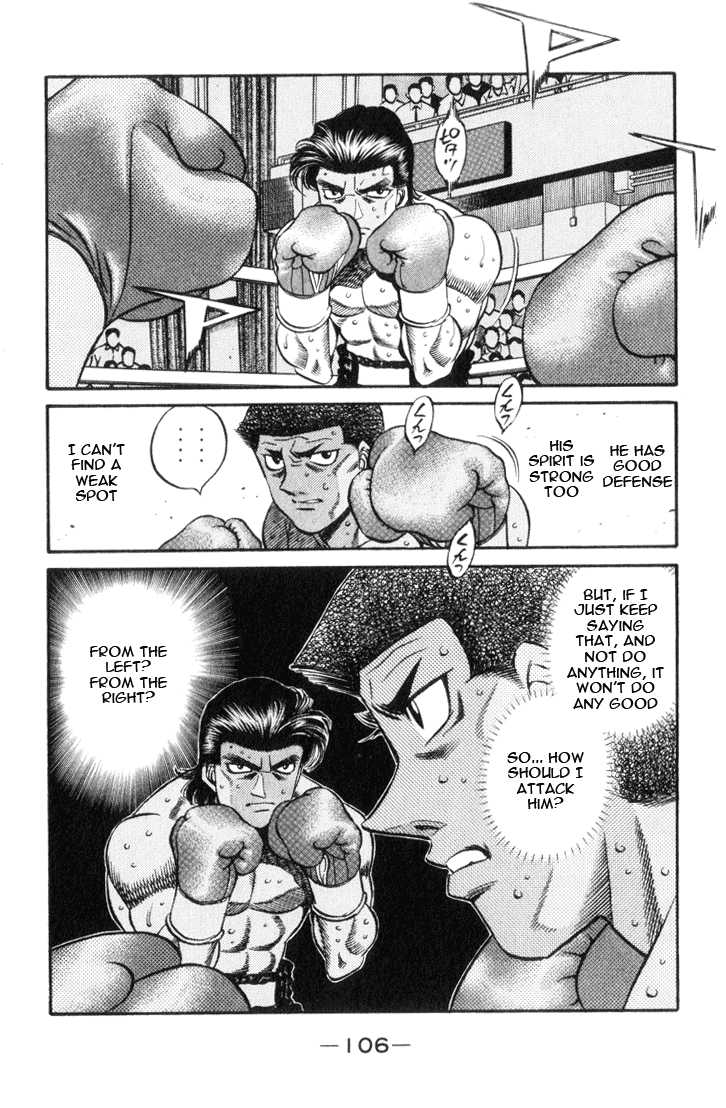 HE HAS
GOOD
DEFENSE
HIS
SPIRIT IS
STRONG
TOO
......
I CAN'T
FIND A
WEAK
SPOT
BUT, IF I
JUST KEEP
SAYING
THAT, AND
NOT DO
ANYTHING, IT
WON'T DO
ANY GOOD
SO... HOW
SHOULD I
ATTACK
HIM?
FROM THE
LEFT?
FROM THE
RIGHT?
—106—